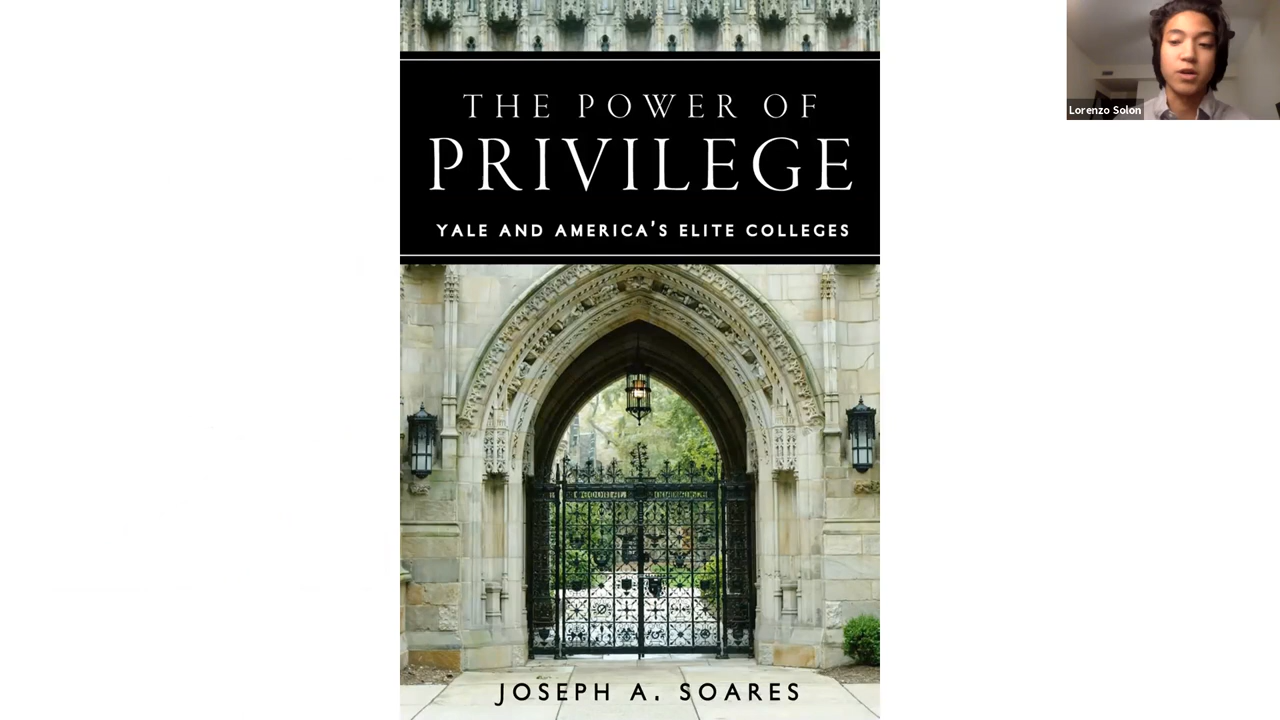 THE POWER OF
PRIVILEGE
YALE AND AMERICA'S ELITE COLLEGES
JOSEPH A. SOARES
Lorenzo Solon